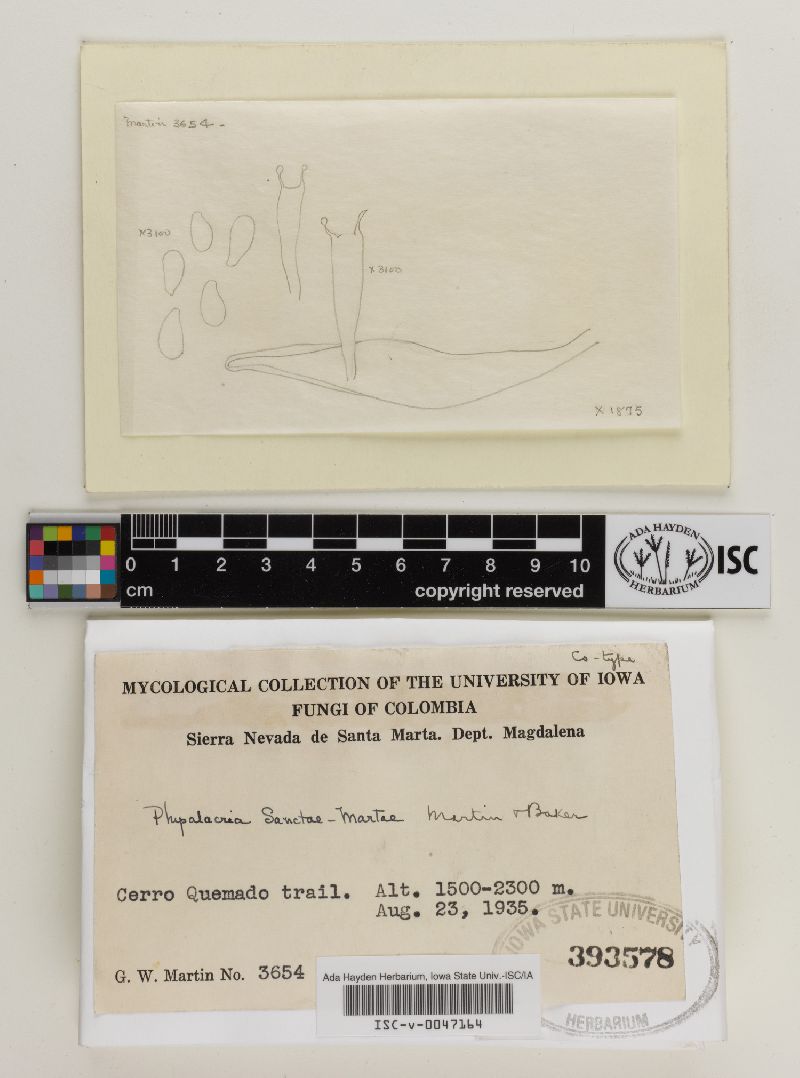 Martin 3654 -
X3100
X 3100
X 1875
0 1 2 3 4 5 6 7 8 9 10
cm copyright reserved
ADA HAYDEN
HERBARIUM
ISC
Co-type
MYCOLOGICAL COLLECTION OF THE UNIVERSITY OF IOWA
FUNGI OF COLOMBIA
Sierra Nevada de Santa Marta. Dept. Magdalena
Physalacria Sanctae-Martae Martin & Baker
Cerro Quemado trail. Alt. 1500-2300 m.
Aug. 23, 1935.
IOWA STATE UNIVERSITY
393578
HERBARIUM
G. W. Martin No. 3654
Ada Hayden Herbarium, Iowa State Univ.-ISC/IA
ISC-v-0047164